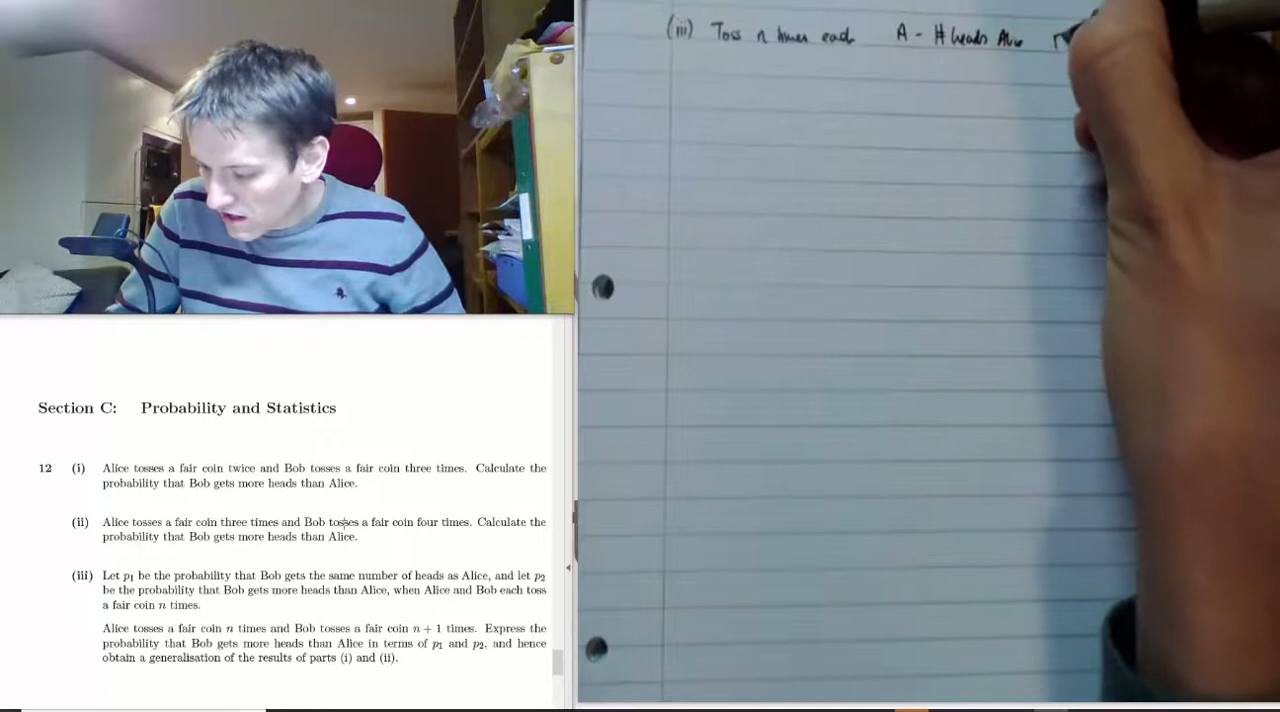 (iii) Toss n times each A - # heads Alice
Section C: Probability and Statistics
12 (i) Alice tosses a fair coin twice and Bob tosses a fair coin three times. Calculate the
probability that Bob gets more heads than Alice.
(ii) Alice tosses a fair coin three times and Bob tosses a fair coin four times. Calculate the
probability that Bob gets more heads than Alice.
(iii) Let p₁ be the probability that Bob gets the same number of heads as Alice, and let p₂
be the probability that Bob gets more heads than Alice, when Alice and Bob each toss
a fair coin n times.
Alice tosses a fair coin n times and Bob tosses a fair coin n + 1 times. Express the
probability that Bob gets more heads than Alice in terms of p₁ and p₂, and hence
obtain a generalisation of the results of parts (i) and (ii).